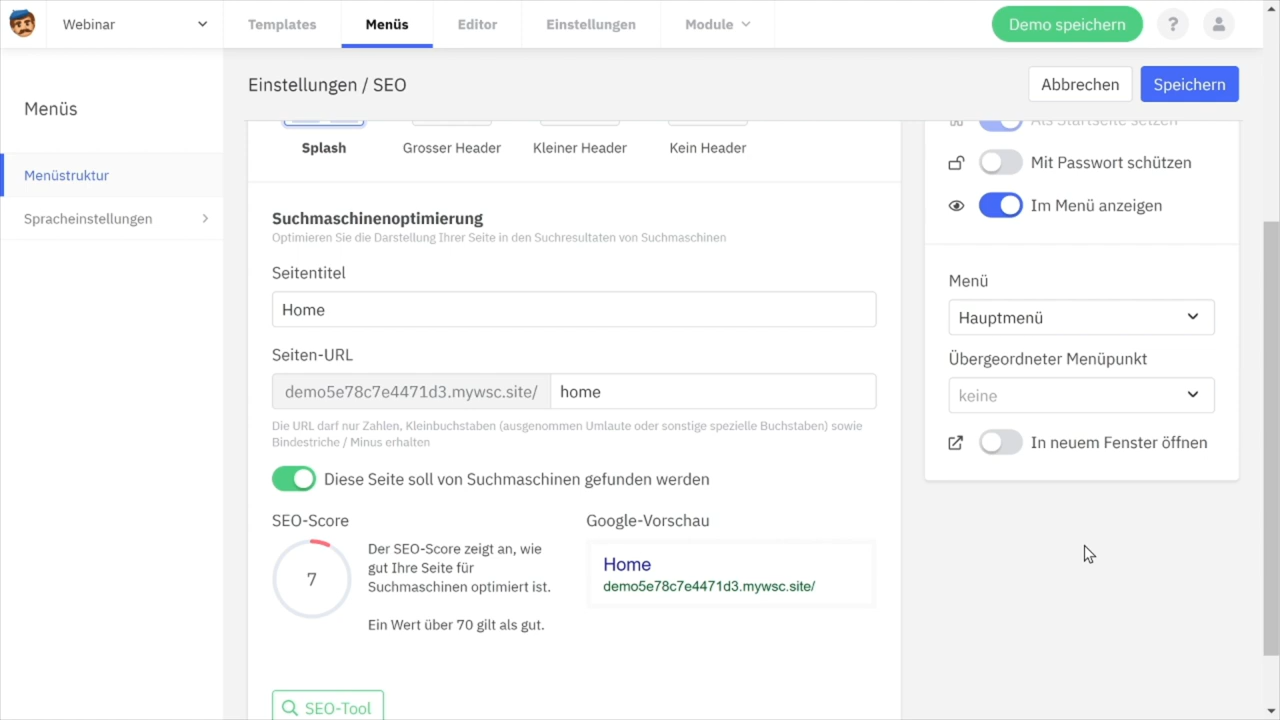 Webinar
Templates
Menüs
Editor
Einstellungen
Module
Demo speichern
?
Menüs
Menüstruktur
Spracheinstellungen
Einstellungen / SEO
Abbrechen
Speichern
Splash
Grosser Header
Kleiner Header
Kein Header
Suchmaschinenoptimierung
Optimieren Sie die Darstellung Ihrer Seite in den Suchresultaten von Suchmaschinen
Seitentitel
Home
Seiten-URL
demo5e78c7e4471d3.mywsc.site/
home
Die URL darf nur Zahlen, Kleinbuchstaben (ausgenommen Umlaute oder sonstige spezielle Buchstaben) sowie
Bindestriche / Minus erhalten
Diese Seite soll von Suchmaschinen gefunden werden
SEO-Score
7
Der SEO-Score zeigt an, wie
gut Ihre Seite für
Suchmaschinen optimiert ist.
Ein Wert über 70 gilt als gut.
Google-Vorschau
Home
demo5e78c7e4471d3.mywsc.site/
SEO-Tool
Als Startseite setzen
Mit Passwort schützen
Im Menü anzeigen
Menü
Hauptmenü
Übergeordneter Menüpunkt
keine
In neuem Fenster öffnen